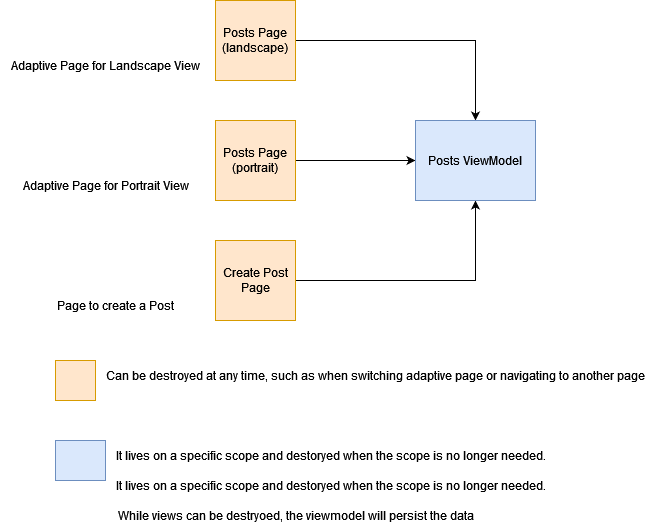 Posts Page
(landscape)
Adaptive Page for Landscape View
Posts Page
(portrait)
Posts ViewModel
Adaptive Page for Portrait View
Create Post
Page
Page to create a Post
Can be destroyed at any time, such as when switching adaptive page or navigating to another page
It lives on a specific scope and destoryed when the scope is no longer needed.
It lives on a specific scope and destoryed when the scope is no longer needed.
While views can be destryoed, the viewmodel will persist the data